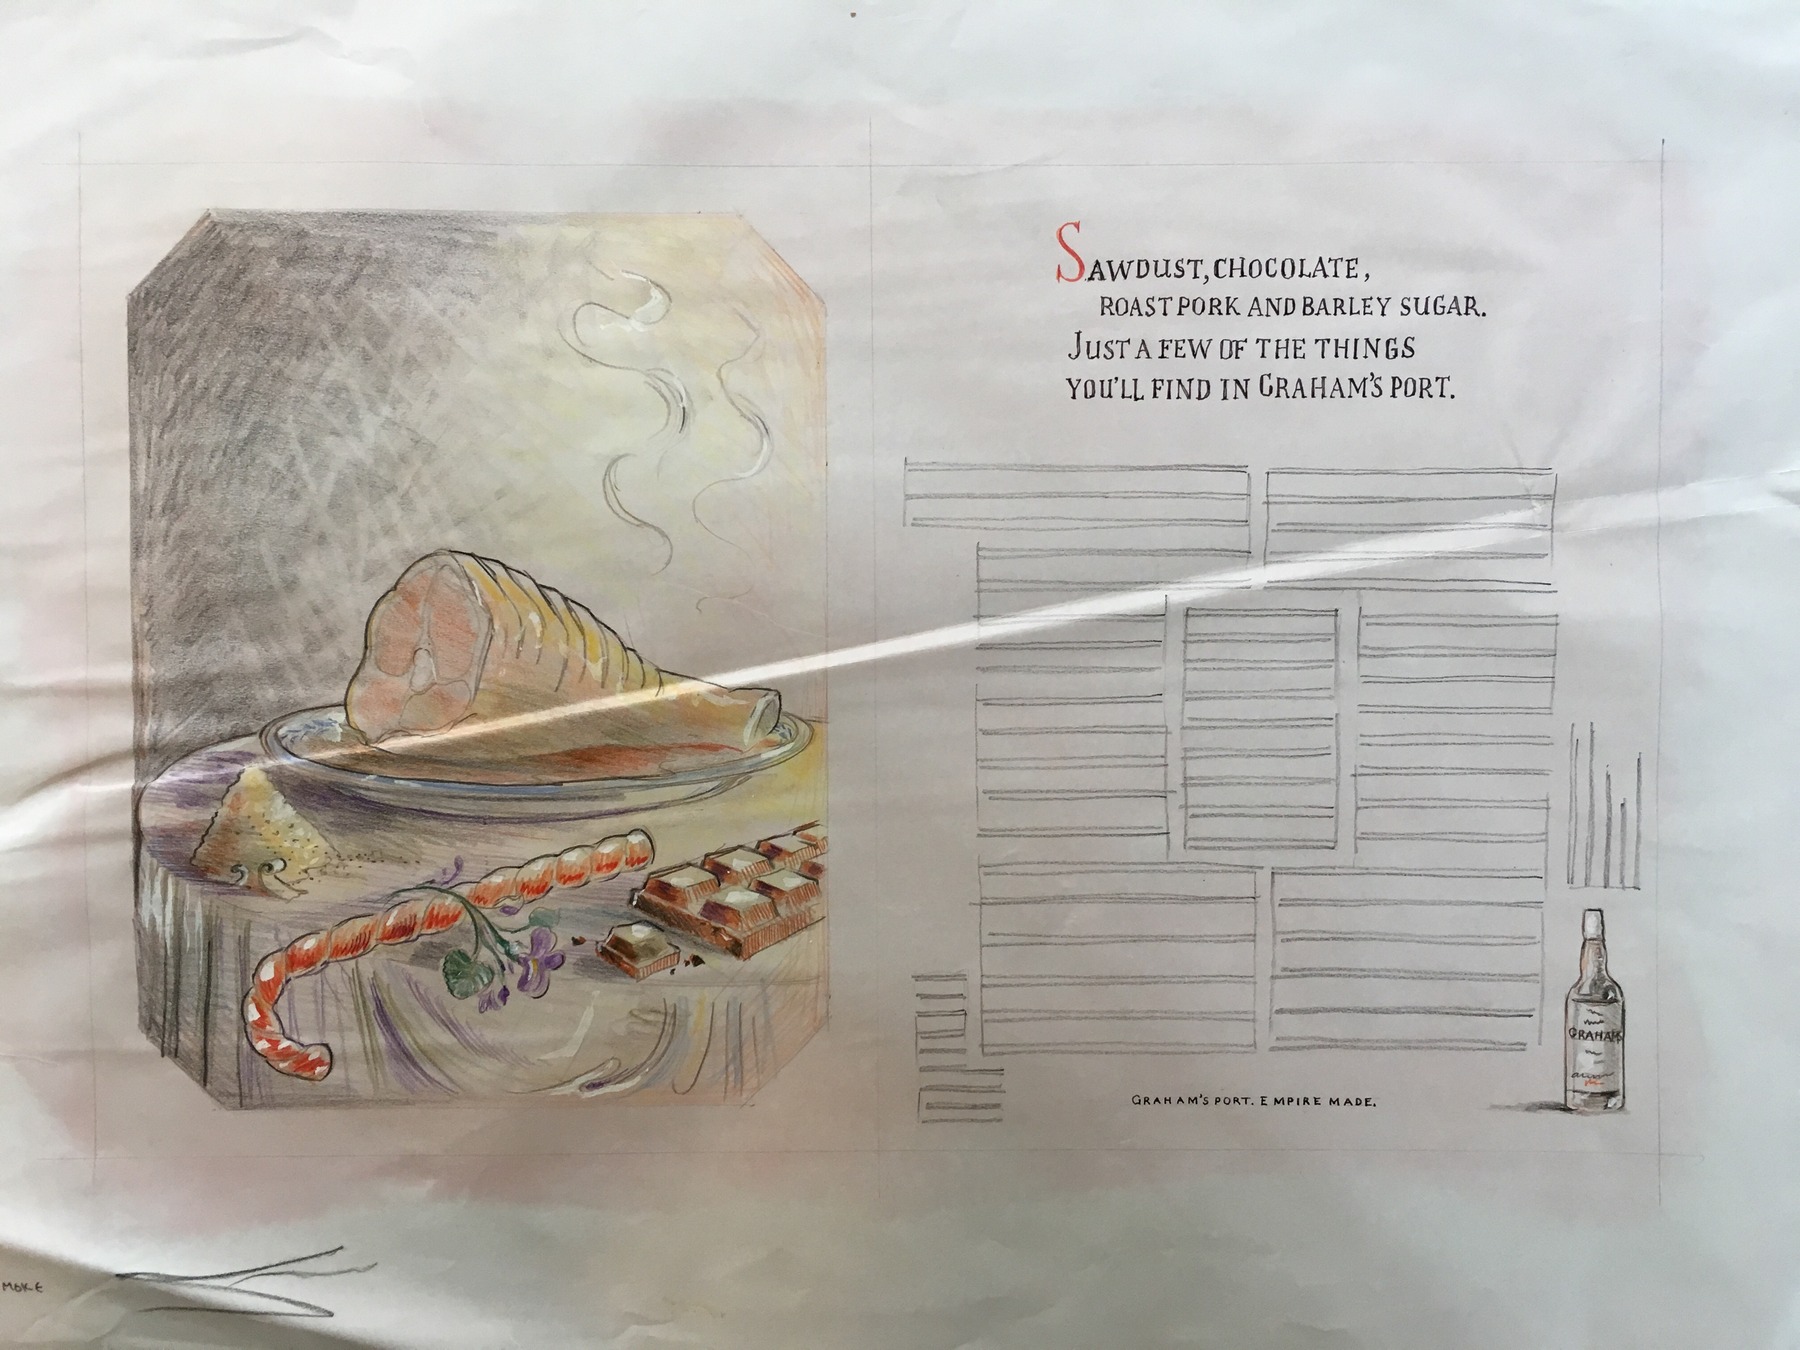 SAWDUST, CHOCOLATE,
ROAST PORK AND BARLEY SUGAR.
JUST A FEW OF THE THINGS
YOU'LL FIND IN GRAHAM'S PORT.
GRAHAM'S
GRAHAM'S PORT. EMPIRE MADE.
MORE